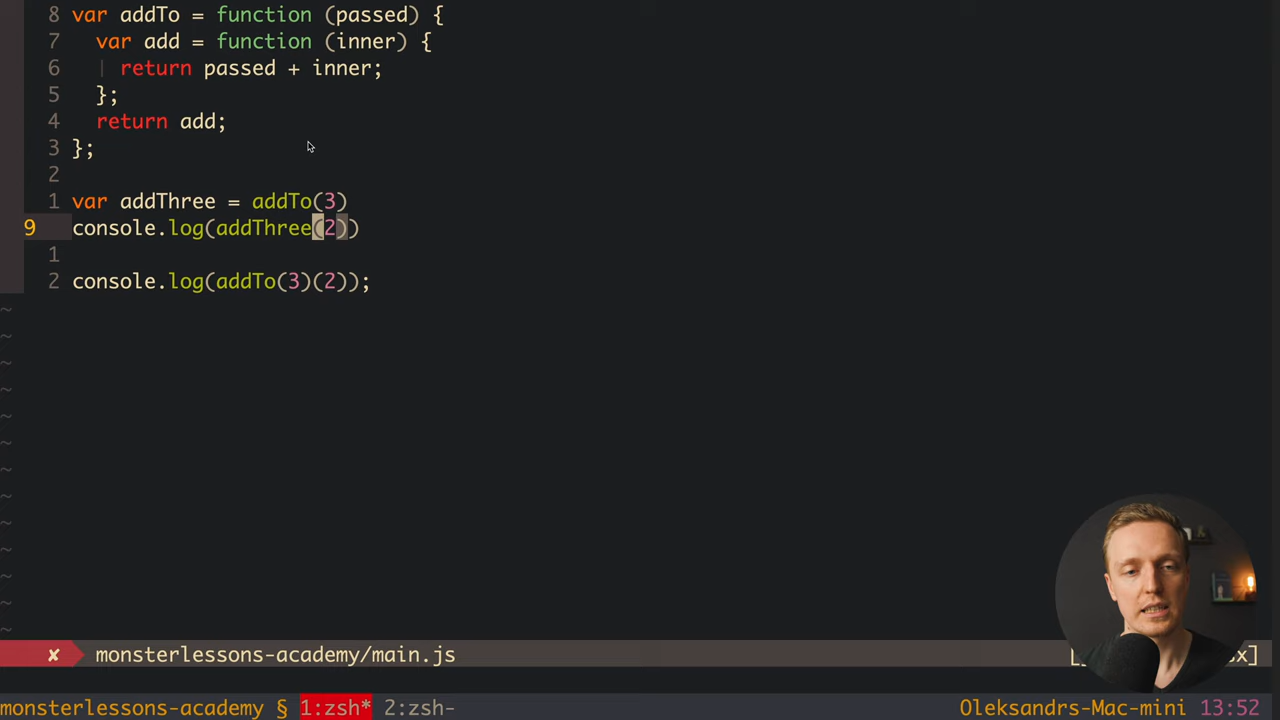 8 var addTo = function (passed) {
7 var add = function (inner) {
6 return passed + inner;
5 };
4 return add;
3 };
2
1 var addThree = addTo(3)
9 console.log(addThree(2))
1
2 console.log(addTo(3)(2));
~
~
~
~
~
~
~
~
~
~
~
~
~
✘ monsterlessons-academy/main.js
monsterlessons-academy § 1:zsh* 2:zsh- Oleksandrs-Mac-mini 13:52